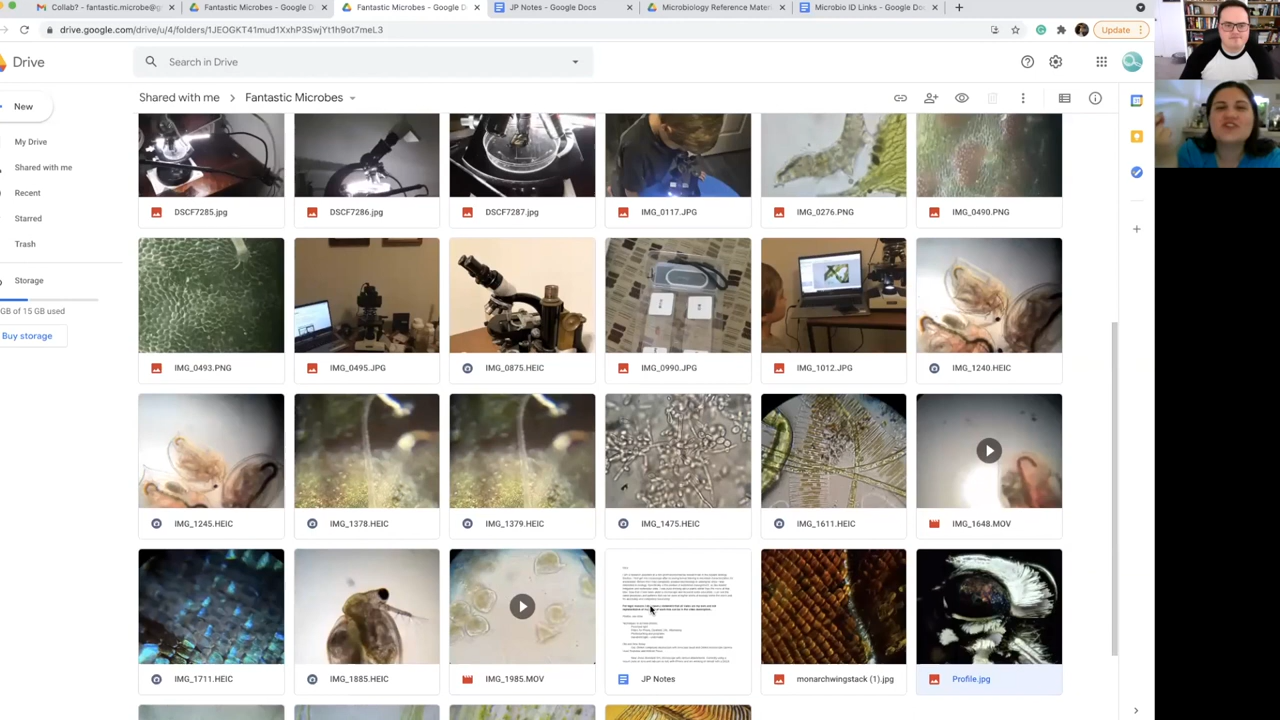 Collab? - fantastic.microbe@g
Fantastic Microbes - Google D
Fantastic Microbes - Google D
JP Notes - Google Docs
Microbiology Reference Mate
Microbio ID Links - Google Do
drive.google.com/drive/u/4/folders/1JEOGKT41mud1XxhP3SwjYt1h9ot7meL3
Update
Drive
Search in Drive
New
Shared with me
Fantastic Microbes
My Drive
Shared with me
Recent
Starred
Trash
Storage
GB of 15 GB used
Buy storage
DSCF7285.jpg
DSCF7286.jpg
DSCF7287.jpg
IMG_0117.JPG
IMG_0276.PNG
IMG_0490.PNG
IMG_0493.PNG
IMG_0495.JPG
IMG_0875.HEIC
IMG_0990.JPG
IMG_1012.JPG
IMG_1240.HEIC
IMG_1245.HEIC
IMG_1378.HEIC
IMG_1379.HEIC
IMG_1475.HEIC
IMG_1611.HEIC
IMG_1648.MOV
IMG_1711.HEIC
IMG_1885.HEIC
IMG_1985.MOV
JP Notes
monarchwingstack (1).jpg
Profile.jpg